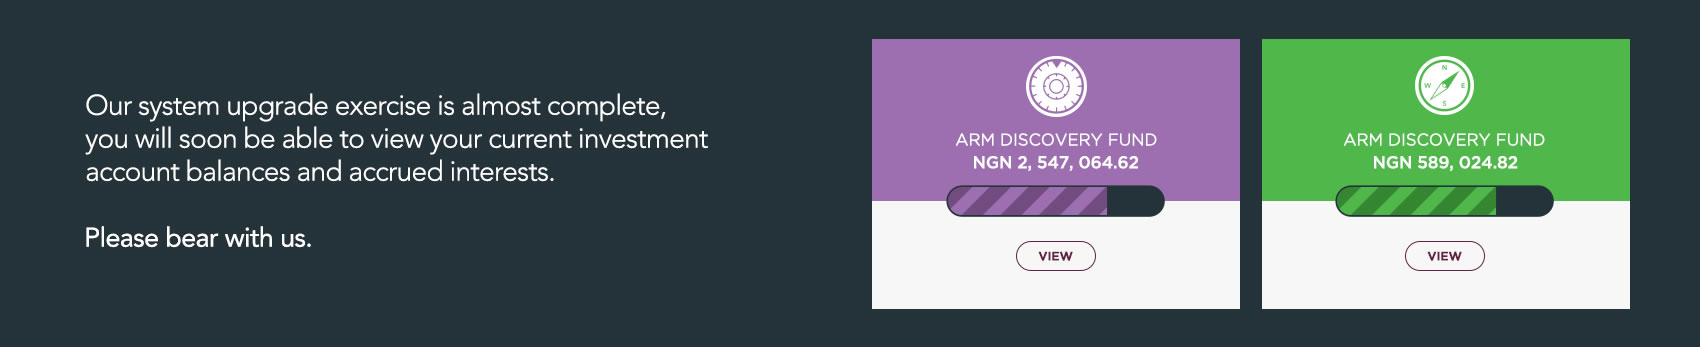 Our system upgrade exercise is almost complete,
you will soon be able to view your current investment
account balances and accrued interests.
Please bear with us.
ARM DISCOVERY FUND
NGN 2, 547, 064.62
VIEW
N
W E
S
ARM DISCOVERY FUND
NGN 589, 024.82
VIEW